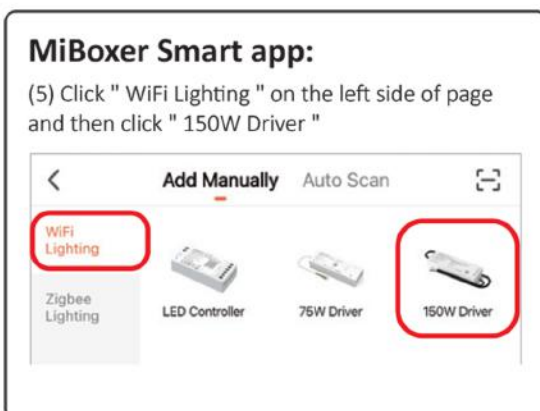 MiBoxer Smart app:
(5) Click " WiFi Lighting " on the left side of page
and then click " 150W Driver "
Add Manually Auto Scan
WiFi
Lighting
Zigbee
Lighting
LED Controller 75W Driver 150W Driver